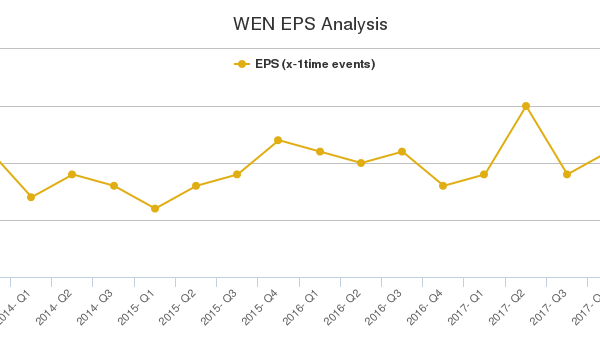 WEN EPS Analysis
EPS (x-1time events)
2014- Q1
2014- Q2
2014- Q3
2015- Q1
2015- Q2
2015- Q3
2015- Q4
2016- Q1
2016- Q2
2016- Q3
2016- Q4
2017- Q1
2017- Q2
2017- Q3
2017- Q